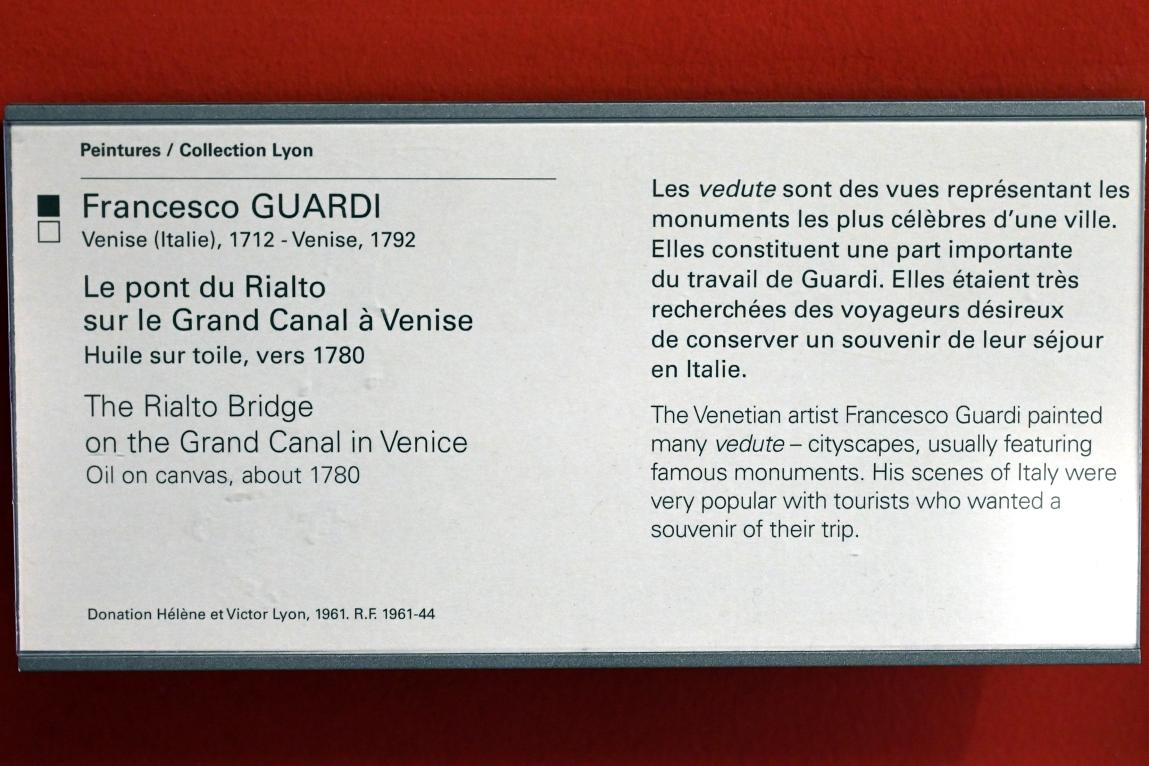 Peintures / Collection Lyon
Francesco GUARDI
Venise (Italie), 1712 - Venise, 1792
Le pont du Rialto
sur le Grand Canal à Venise
Huile sur toile, vers 1780
The Rialto Bridge
on the Grand Canal in Venice
Oil on canvas, about 1780
Donation Hélène et Victor Lyon, 1961. R.F. 1961-44
Les vedute sont des vues représentant les
monuments les plus célèbres d'une ville.
Elles constituent une part importante
du travail de Guardi. Elles étaient très
recherchées des voyageurs désireux
de conserver un souvenir de leur séjour
en Italie.
The Venetian artist Francesco Guardi painted
many vedute – cityscapes, usually featuring
famous monuments. His scenes of Italy were
very popular with tourists who wanted a
souvenir of their trip.